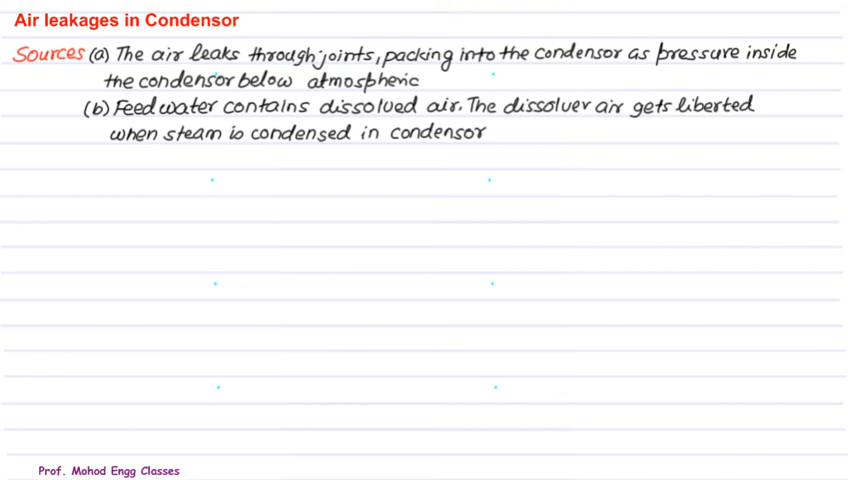 Air leakages in Condensor
Sources (a) The air leaks through joints, packing into the condensor as pressure inside
the condensor below atmospheric
(b) Feedwater contains dissolved air. The dissolver air gets liberted
when steam is condensed in condensor
Prof. Mohod Engg Classes